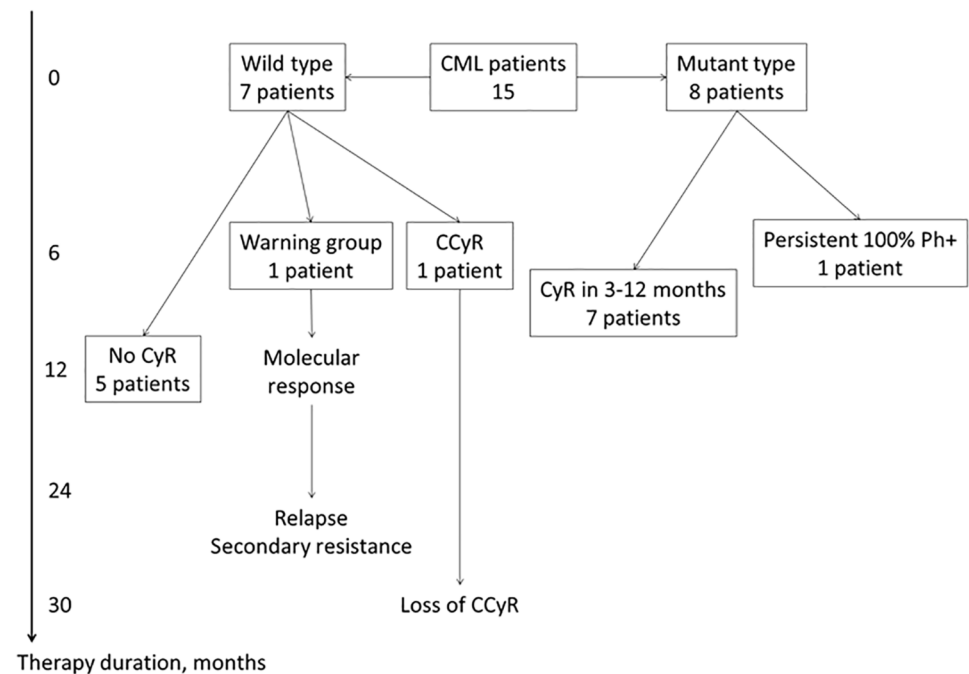 0
Wild type
7 patients
CML patients
15
Mutant type
8 patients
6
Warning group
1 patient
CCyR
1 patient
CyR in 3-12 months
7 patients
Persistent 100% Ph+
1 patient
12
No CyR
5 patients
Molecular
response
24
Relapse
Secondary resistance
30
Loss of CCyR
Therapy duration, months